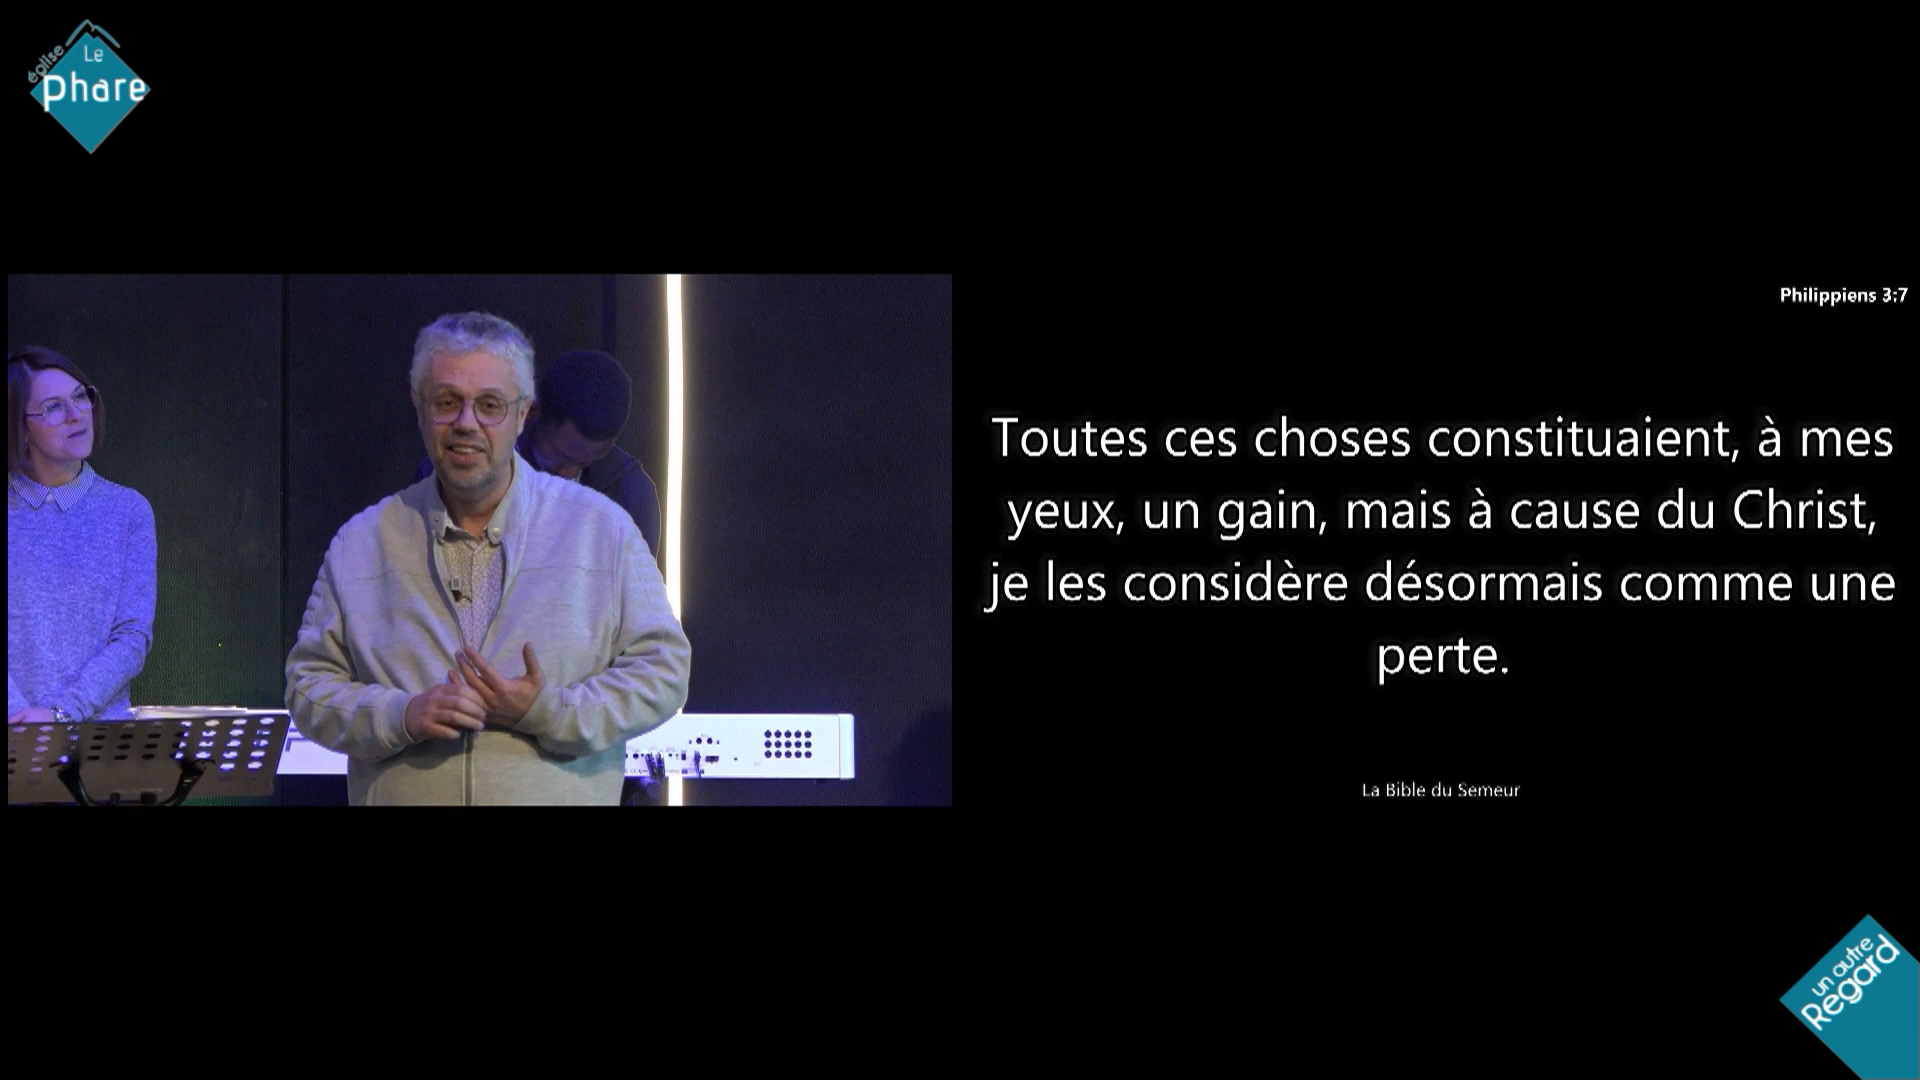 église
Le
phare
Philippiens 3:7
Toutes ces choses constituaient, à mes
yeux, un gain, mais à cause du Christ,
je les considère désormais comme une
perte.
La Bible du Semeur
un autre
Regard